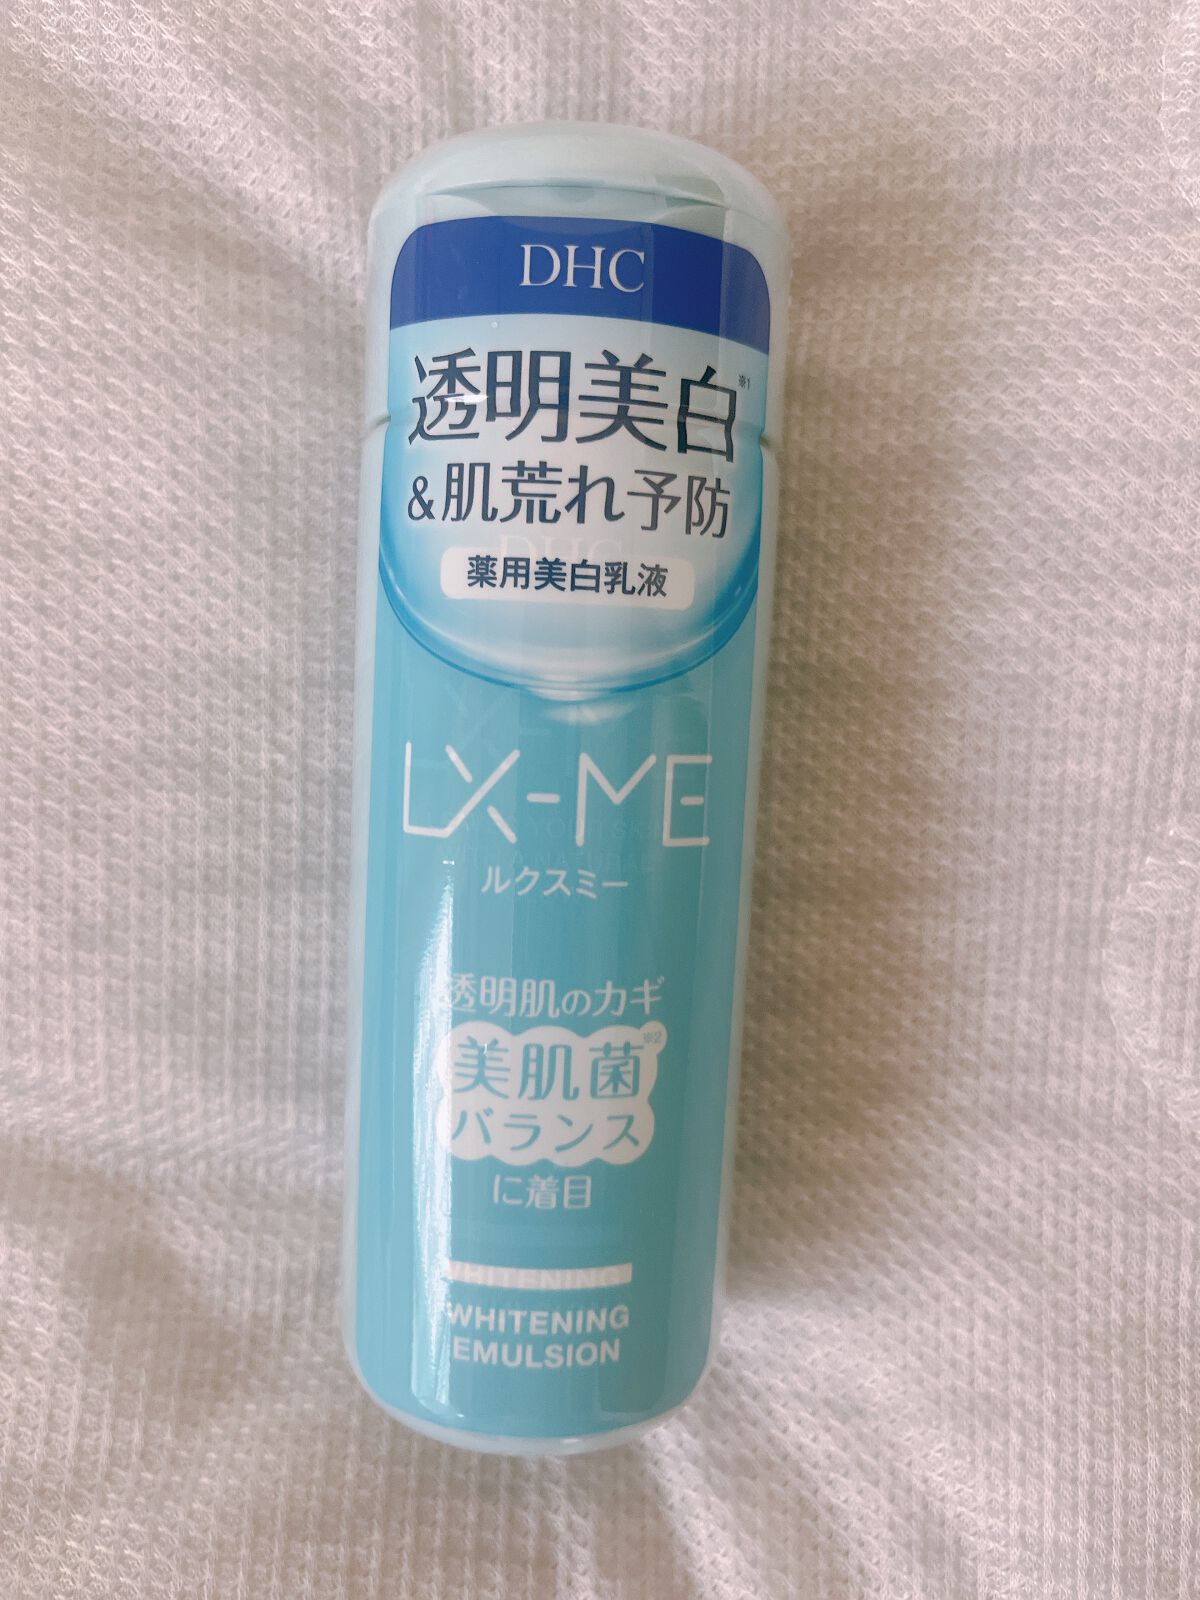 DHC
透明美白※1
&肌荒れ予防
薬用美白乳液
LX-ME
ルクスミー
透明肌のカギ
美肌菌※2
バランス
に着目
WHITENING
WHITENING
EMULSION